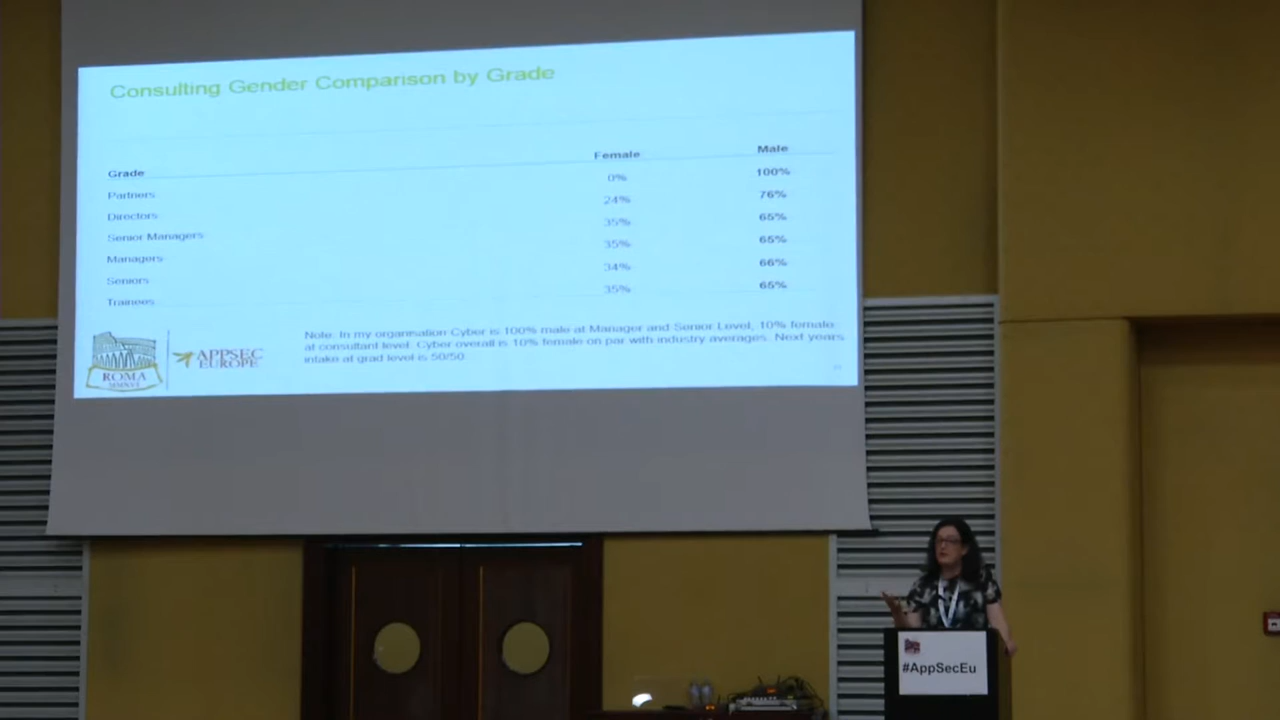 Consulting Gender Comparison by Grade
Grade Female Male
Partners 0% 100%
Directors 24% 76%
Senior Managers 35% 65%
Managers 35% 65%
Seniors 34% 66%
Trainees 35% 65%
Note: In my organisation Cyber is 100% male at Manager and Senior Level, 10% female
at consultant level. Cyber overall is 10% female on par with industry averages. Next years
intake at grad level is 50/50.
ROMA
MMXVI
APPSEC
EUROPE
#AppSecEu